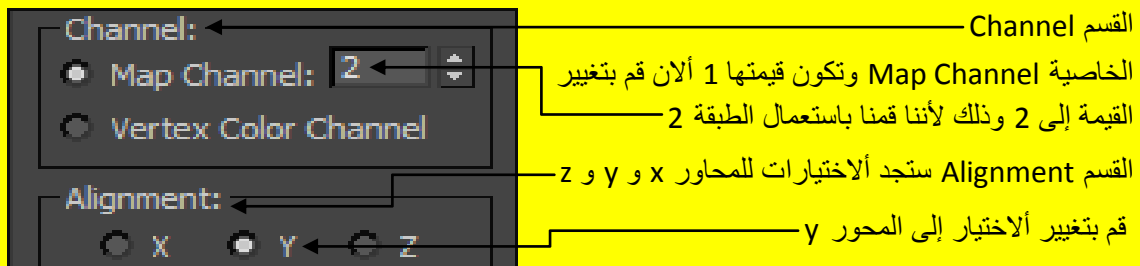 Channel:
Map Channel: 2
Vertex Color Channel
Alignment:
X Y Z
القسم Channel
الخاصية Map Channel وتكون قيمتها 1 ألان قم بتغيير
القيمة إلى 2 وذلك لأننا قمنا باستعمال الطبقة 2
القسم Alignment ستجد ألاختيارات للمحاور x و y و z
قم بتغيير ألاختيار إلى المحور y